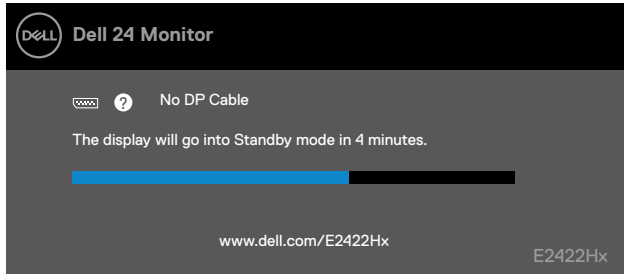 DELL Dell 24 Monitor
? No DP Cable
The display will go into Standby mode in 4 minutes.
www.dell.com/E2422Hx
E2422Hx